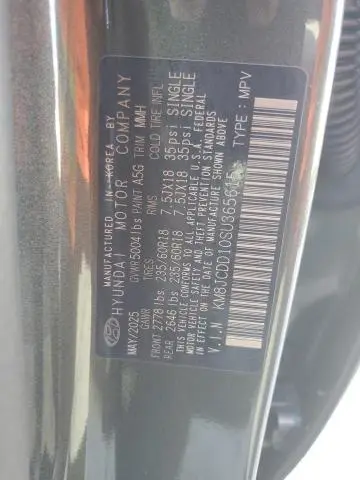 MANUFACTURED IN KOREA BY
HYUNDAI MOTOR COMPANY
MAY/2025 GVWR 5004 lbs PAINT A5G TRIM MMH
GAWR TIRES RMS COLD TIRE INFL
FRONT 2778 lbs 235/60R18 7.5JX18 35psi SINGLE
REAR 2646 lbs 235/60R18 7.5JX18 35psi SINGLE
THIS VEHICLE CONFORMS TO ALL APPLICABLE U.S.A. FEDERAL
MOTOR VEHICLE SAFETY, BUMPER AND THEFT PREVENTION STANDARDS
IN EFFECT ON THE DATE OF MANUFACTURE SHOWN ABOVE.
V.I.N KM8JCDD10SU365615 TYPE: MPV